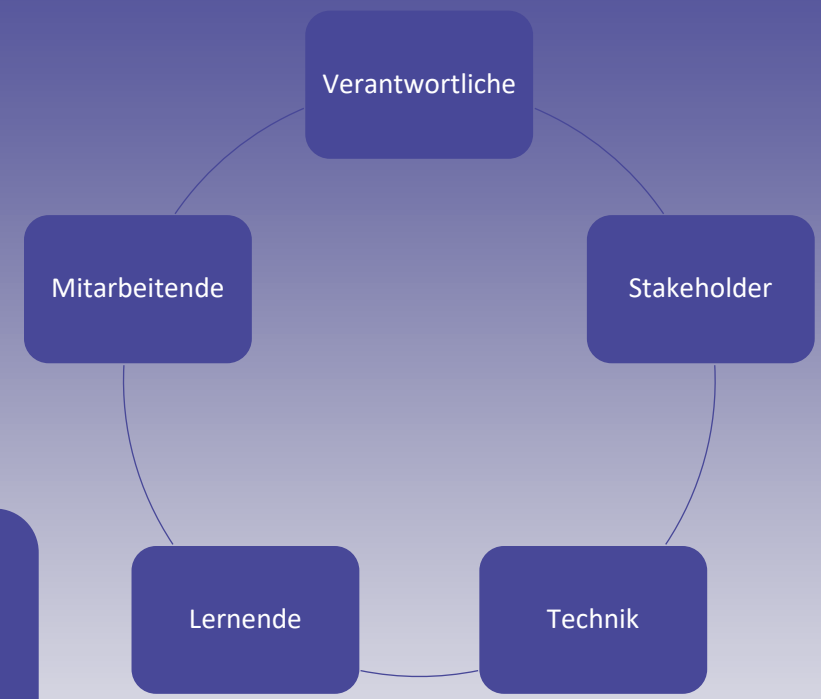 Verantwortliche
Mitarbeitende
Stakeholder
Lernende
Technik